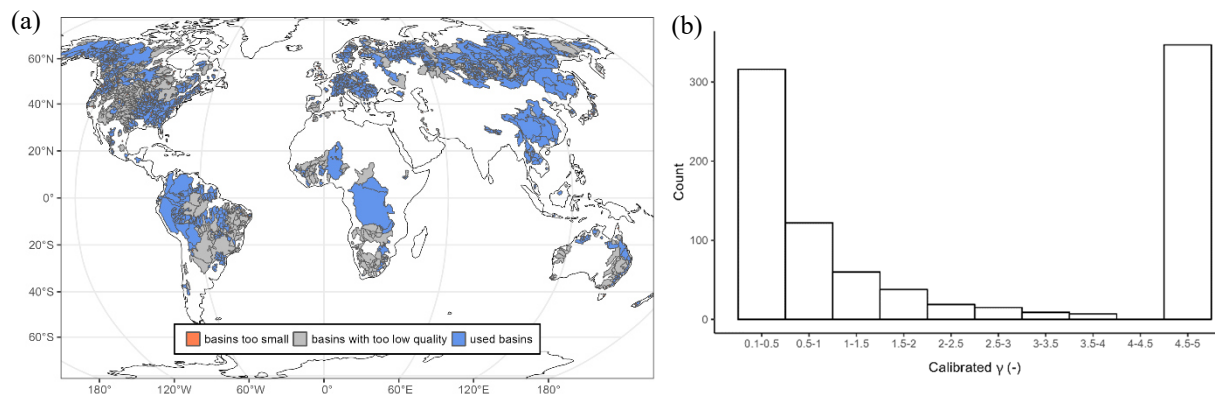 (a)
60°N
40°N
20°N
0°
20°S
40°S
60°S
basins too small basins with too low quality used basins
180° 120°W 60°W 0° 60°E 120°E 180°
(b)
Count
300
200
100
0
0.1-0.5 0.5-1 1-1.5 1.5-2 2-2.5 2.5-3 3-3.5 3.5-4 4-4.5 4.5-5
Calibrated γ (-)